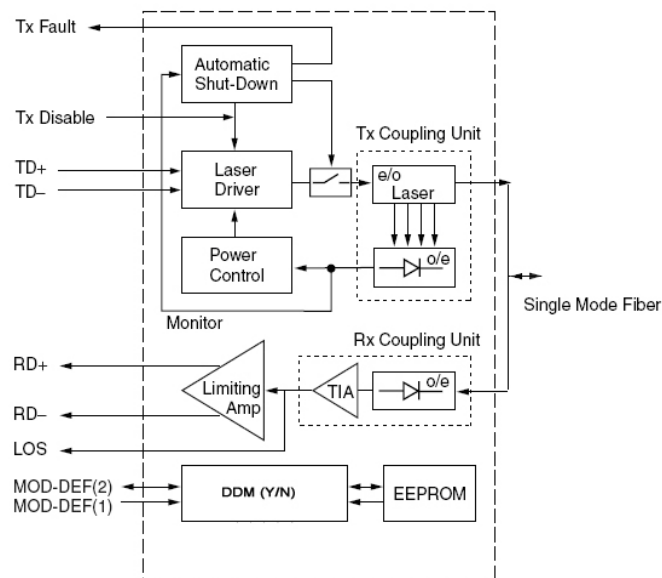 Tx Fault
Automatic
Shut-Down
Tx Disable
Tx Coupling Unit
TD+
TD–
Laser
Driver
e/o
Laser
Power
Control
o/e
Monitor
Single Mode Fiber
Rx Coupling Unit
RD+
RD–
Limiting
Amp
TIA
o/e
LOS
MOD-DEF(2)
MOD-DEF(1)
DDM (Y/N)
EEPROM